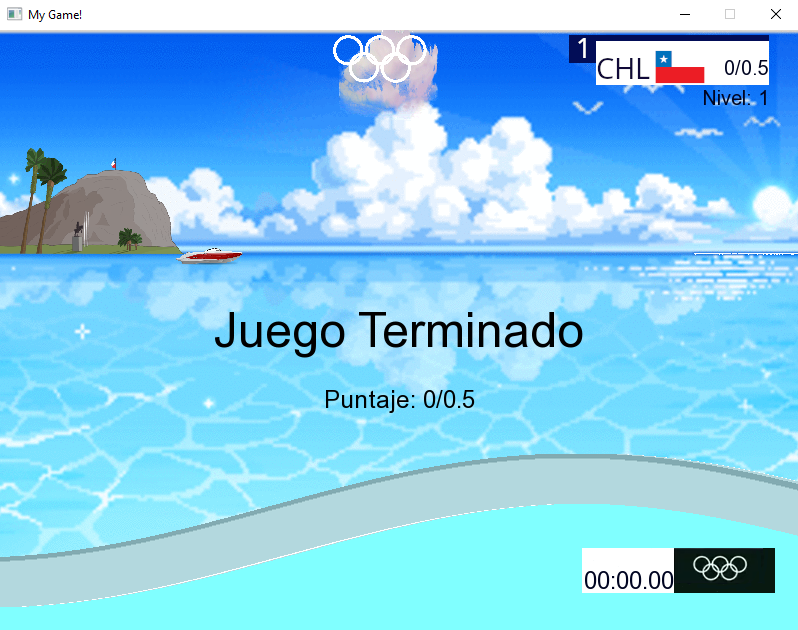 My Game!
1
CHL 0/0.5
Nivel: 1
Juego Terminado
Puntaje: 0/0.5
00:00.00